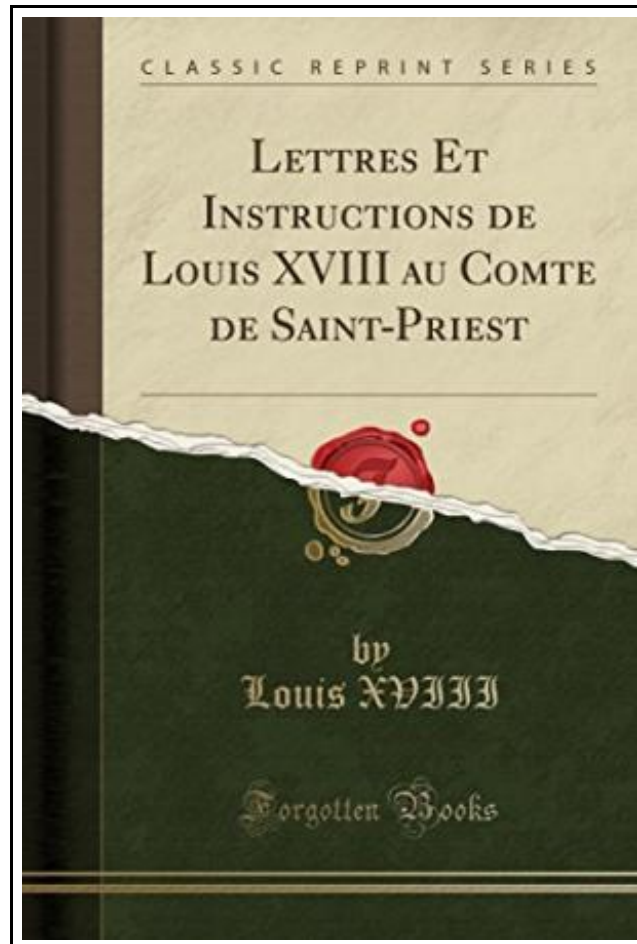 CLASSIC REPRINT SERIES
LETTRES ET
INSTRUCTIONS DE
LOUIS XVIII AU COMTE
DE SAINT-PRIEST
F
by
Louis XVIII
Forgotten Books